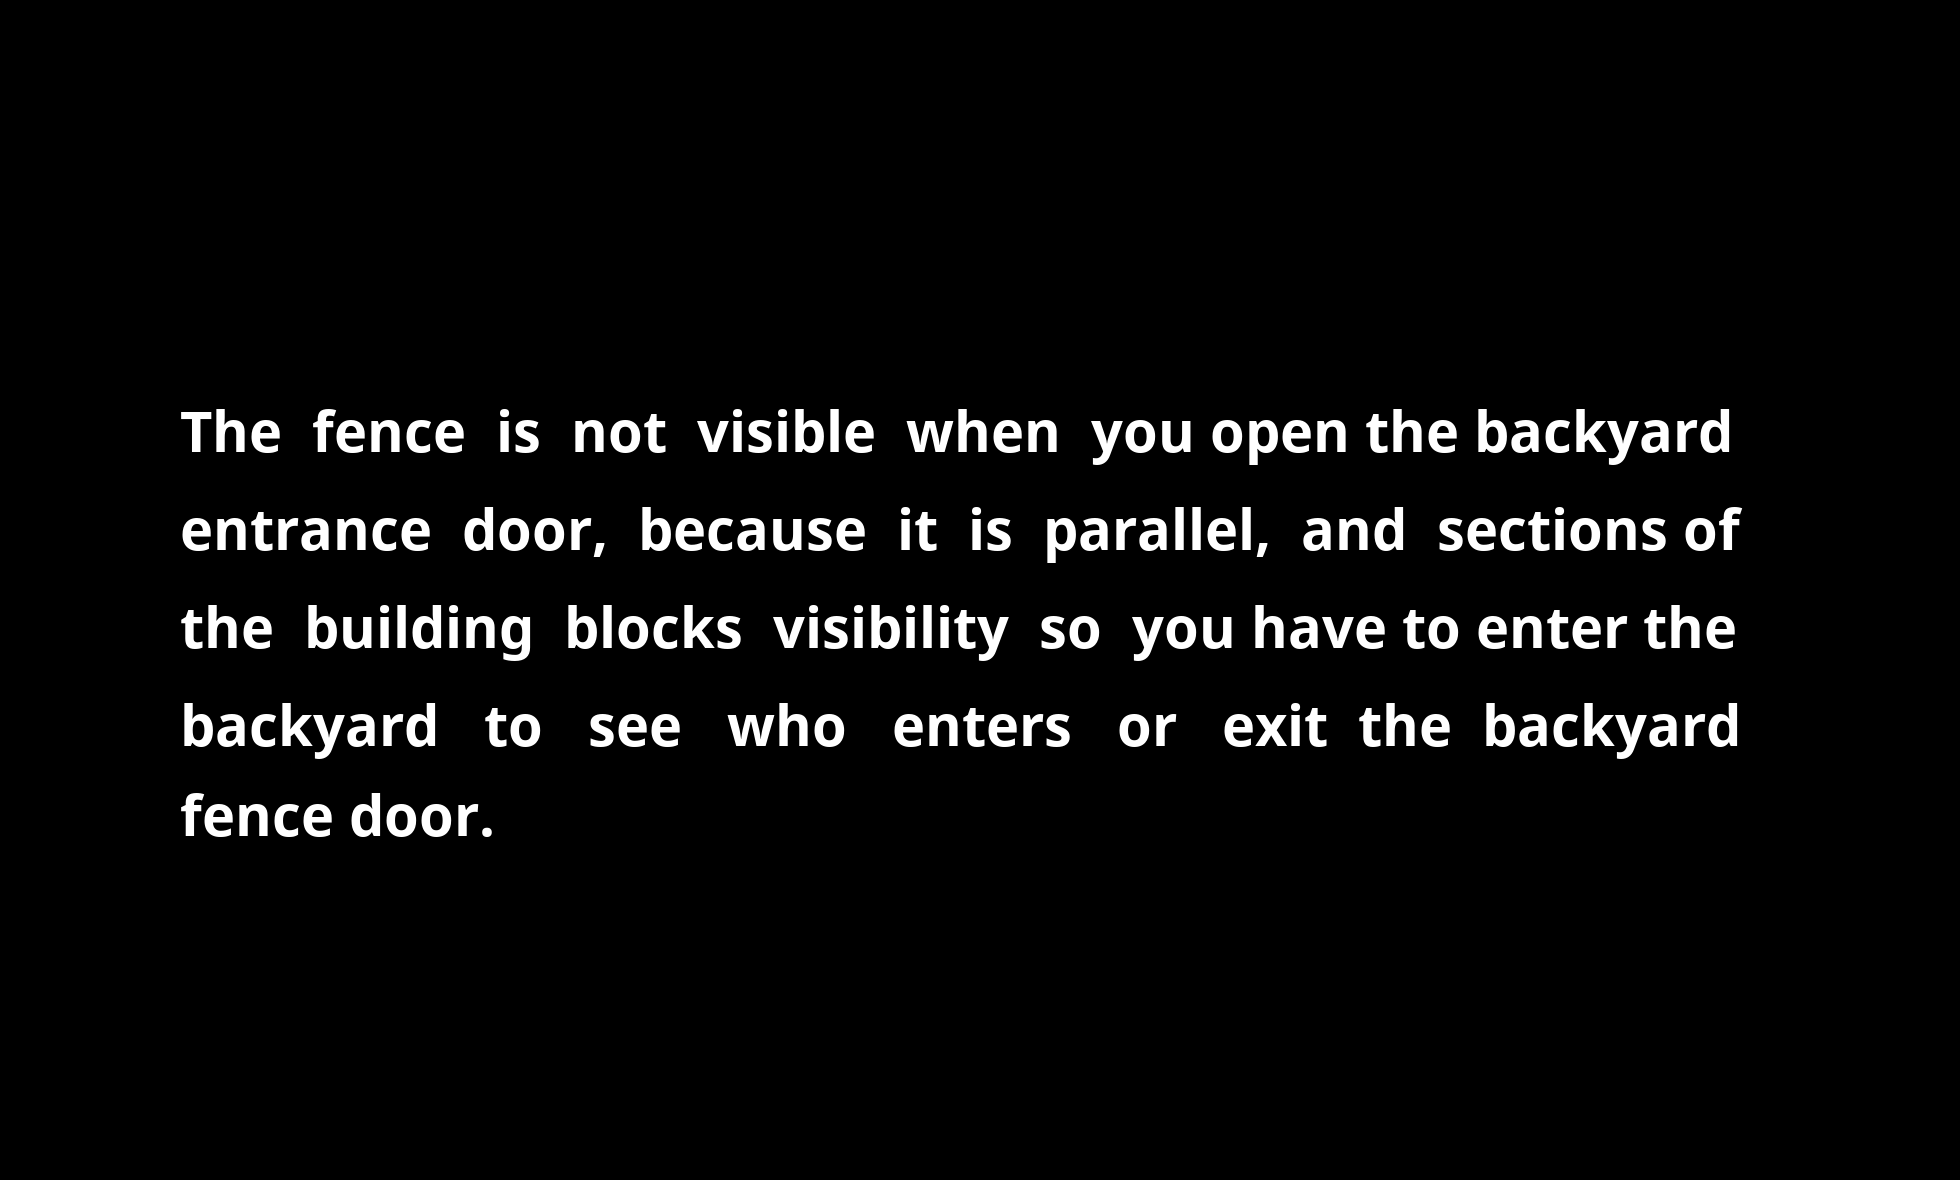 The fence is not visible when you open the backyard
entrance door, because it is parallel, and sections of
the building blocks visibility so you have to enter the
backyard to see who enters or exit the backyard
fence door.